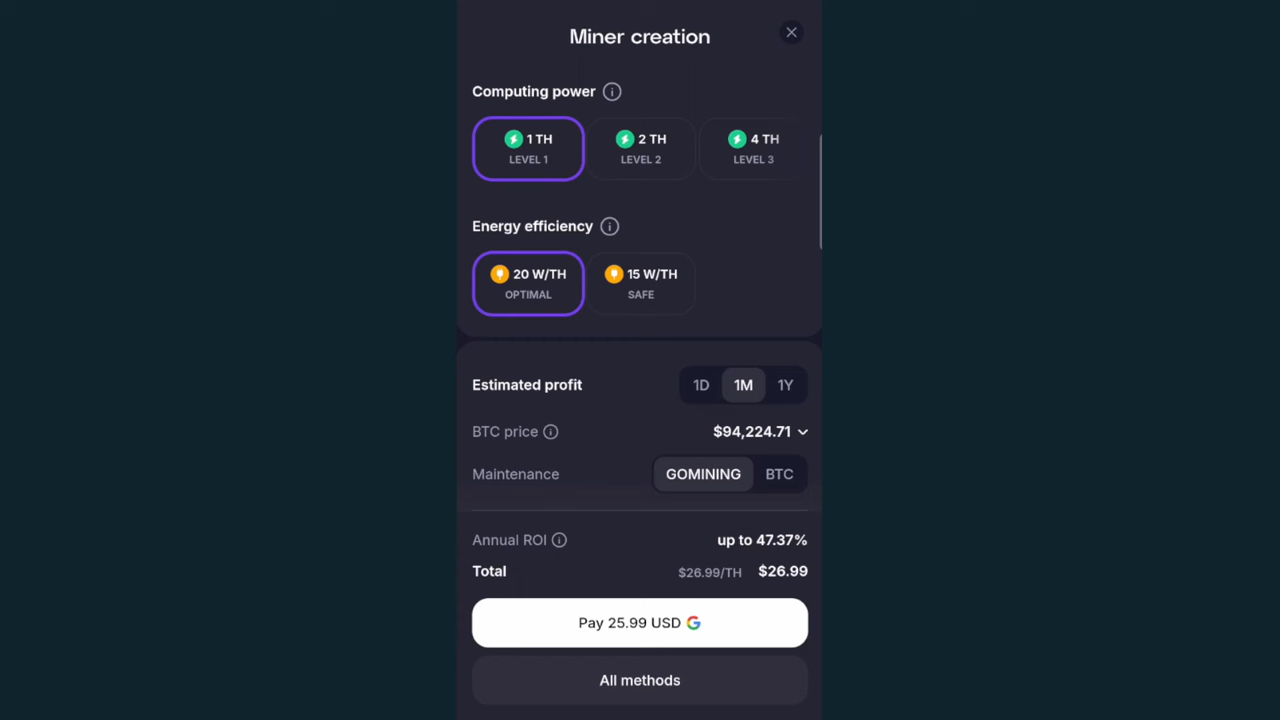 Miner creation
Computing power
1 TH
LEVEL 1
2 TH
LEVEL 2
4 TH
LEVEL 3
Energy efficiency
20 W/TH
OPTIMAL
15 W/TH
SAFE
Estimated profit 1D 1M 1Y
BTC price $94,224.71
Maintenance GOMINING BTC
Annual ROI up to 47.37%
Total $26.99/TH $26.99
Pay 25.99 USD
All methods